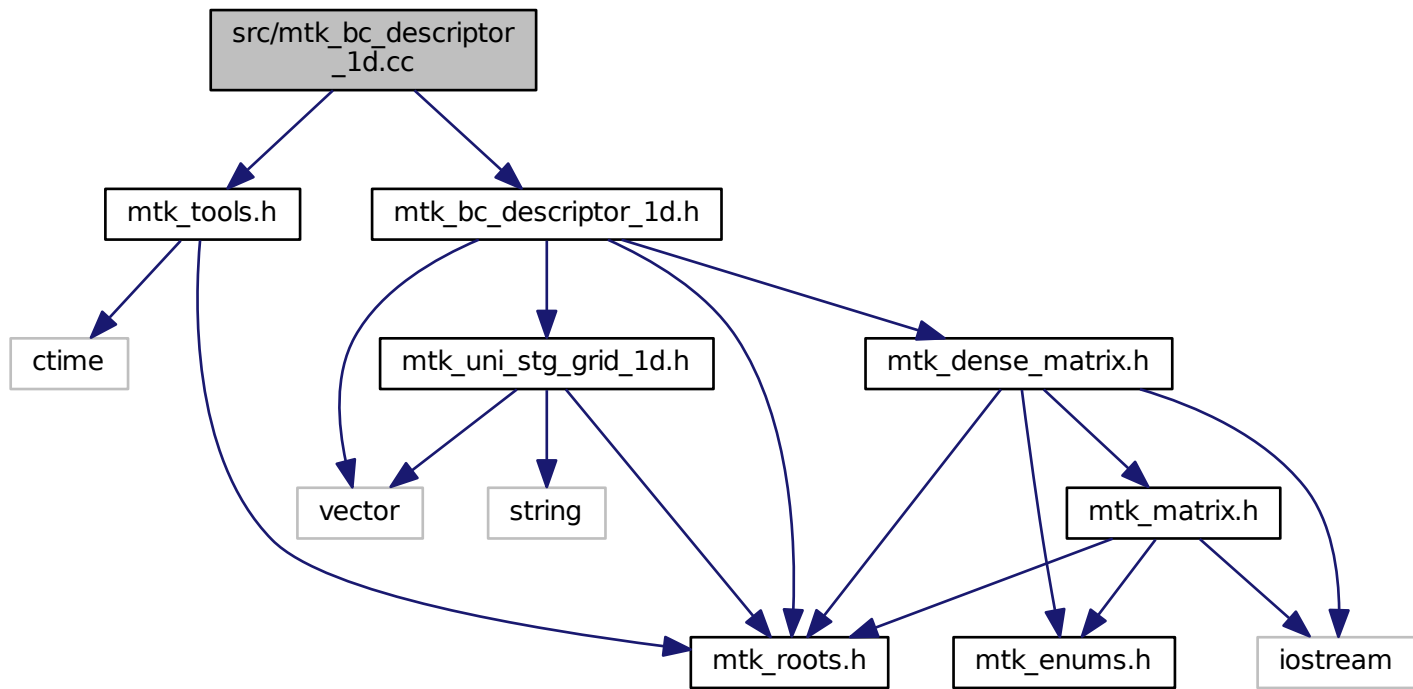 src/mtk_bc_descriptor
_1d.cc
mtk_tools.h
mtk_bc_descriptor_1d.h
ctime
mtk_uni_stg_grid_1d.h
mtk_dense_matrix.h
vector
string
mtk_matrix.h
mtk_roots.h
mtk_enums.h
iostream